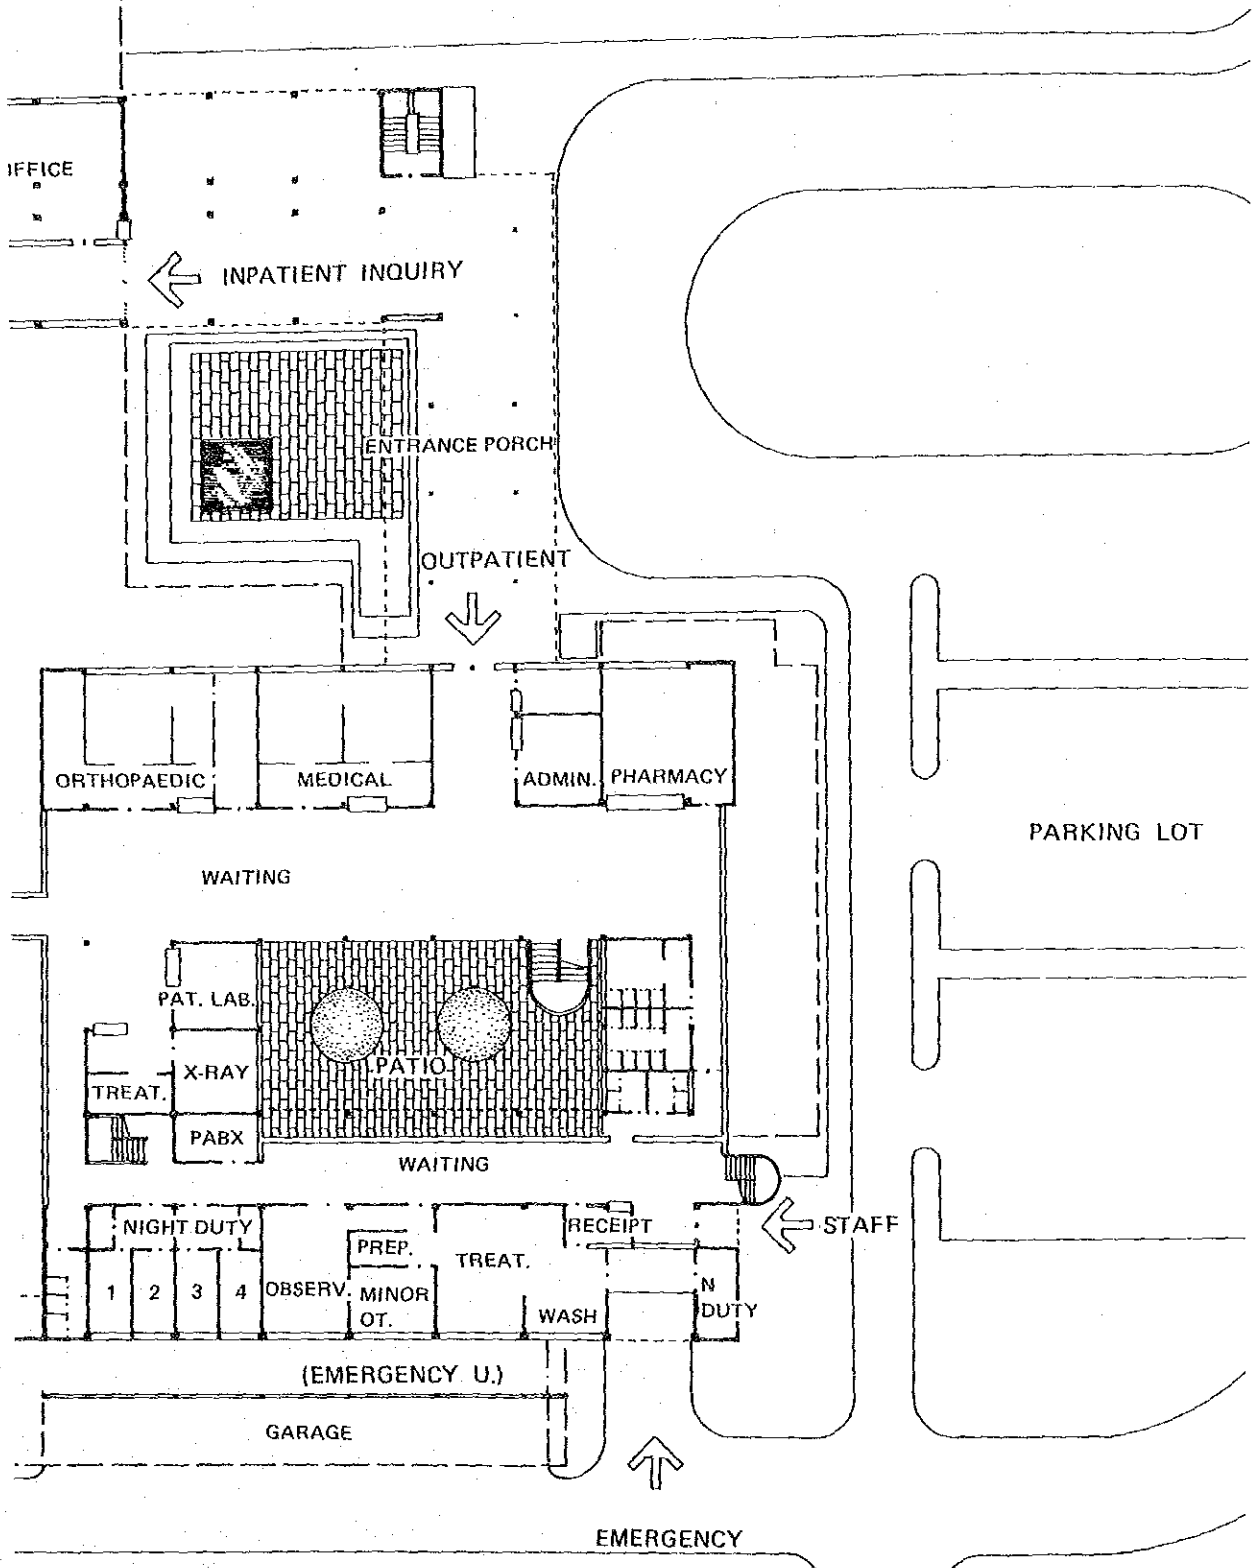 OFFICE
INPATIENT INQUIRY
ENTRANCE PORCH
OUTPATIENT
ORTHOPAEDIC
MEDICAL
ADMIN.
PHARMACY
PARKING LOT
WAITING
PAT. LAB.
X-RAY
PATIO
TREAT.
PABX
WAITING
NIGHT DUTY
RECEIPT
STAFF
PREP.
TREAT.
1
2
3
4
OBSERV.
MINOR
OT.
WASH
N
DUTY
(EMERGENCY U.)
GARAGE
EMERGENCY